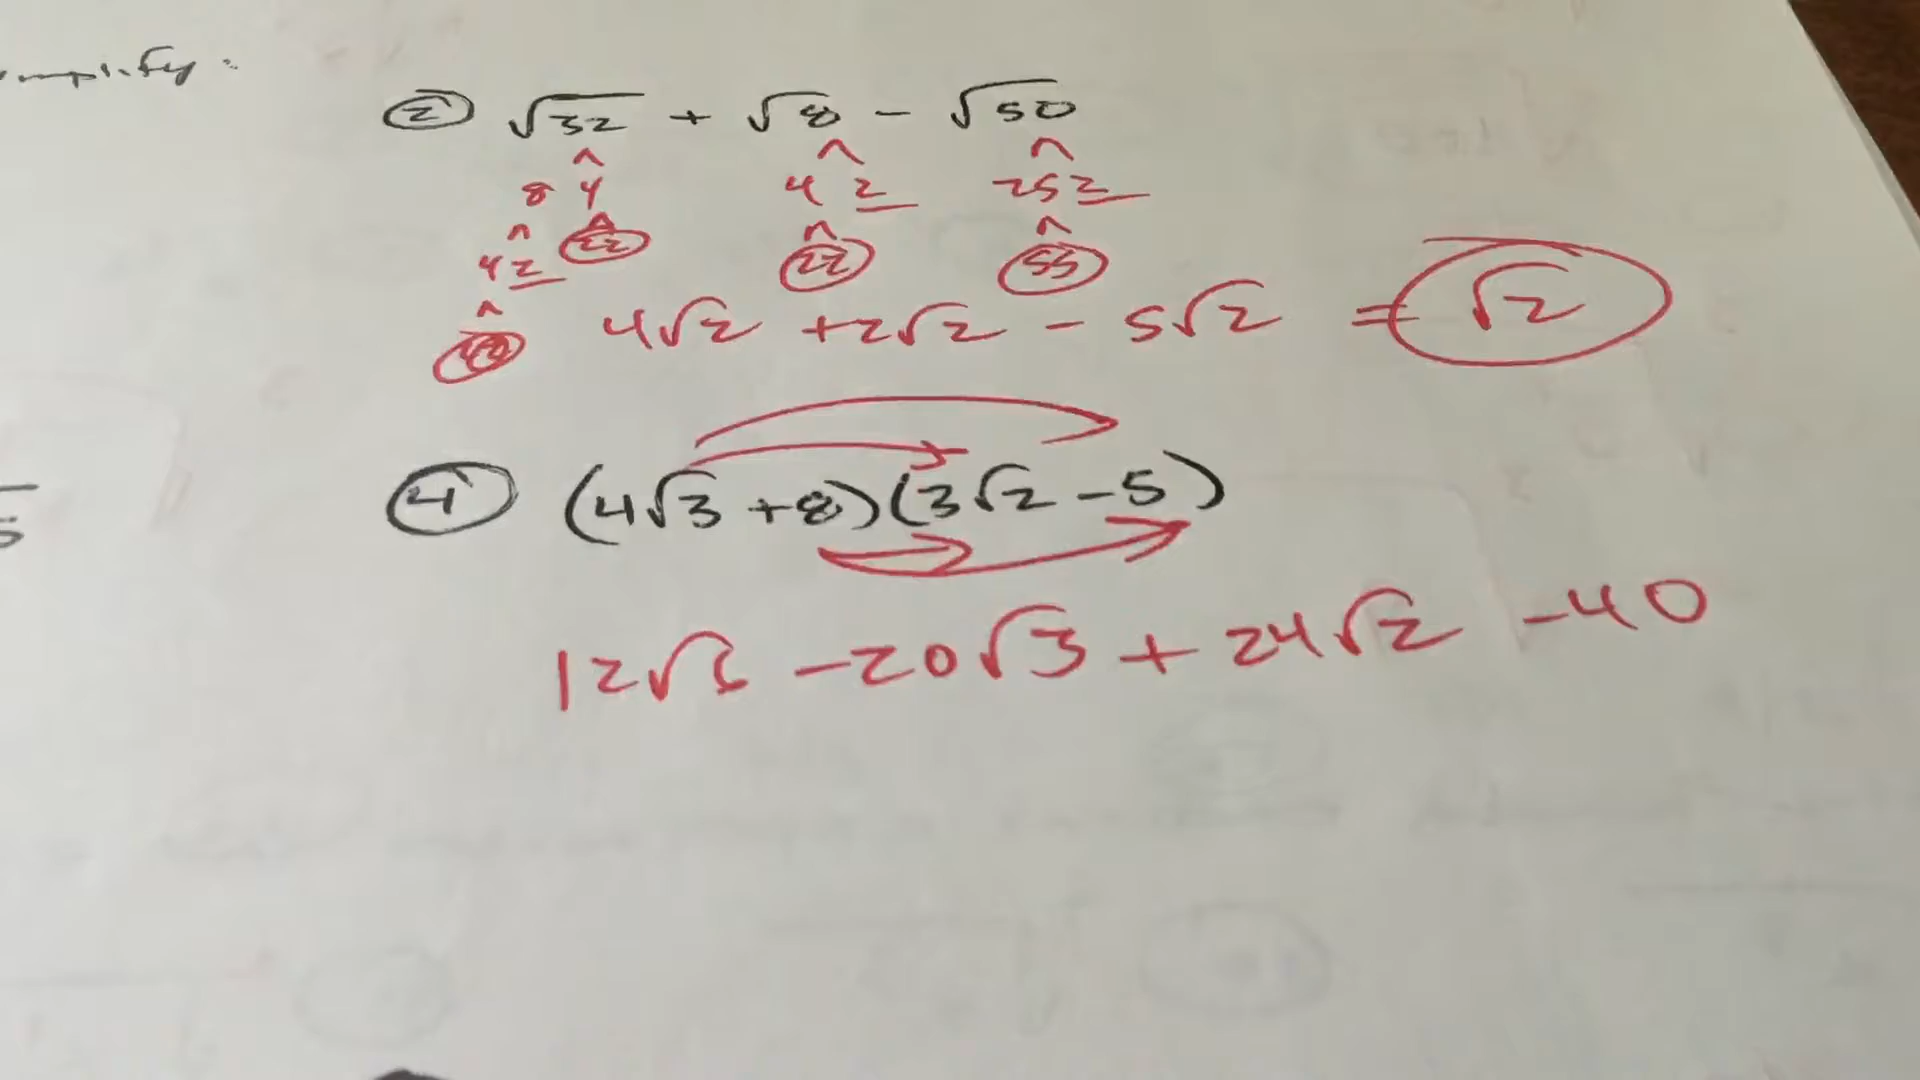 ② √32 + √8 - √50
8 4 4 2 25 2
4 2 22 22 55
4√2 + 2√2 - 5√2 = √2
④ (4√3 + 8)(3√2 - 5)
12√6 - 20√3 + 24√2 - 40